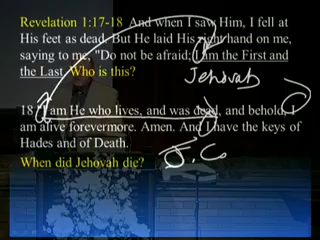 Revelation 1:17-18 And when I saw Him, I fell at
His feet as dead. But He laid His right hand on me,
saying to me, "Do not be afraid; I am the First and
the Last. Who is this?
Jehovah
18 I am He who lives, and was dead, and behold, I
am alive forevermore. Amen. And I have the keys of
Hades and of Death.
When did Jehovah die?
J.C